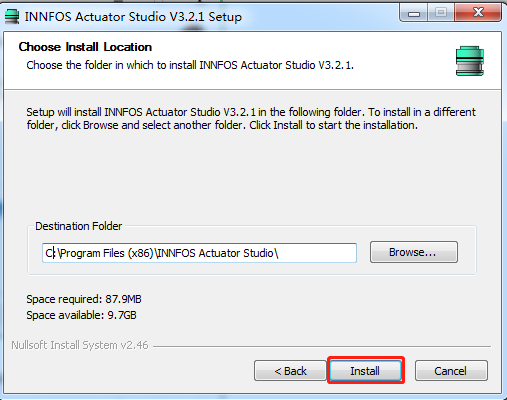 INNFOS Actuator Studio V3.2.1 Setup
Choose Install Location
Choose the folder in which to install INNFOS Actuator Studio V3.2.1.
Setup will install INNFOS Actuator Studio V3.2.1 in the following folder. To install in a different
folder, click Browse and select another folder. Click Install to start the installation.
Destination Folder
C:\Program Files (x86)\INNFOS Actuator Studio\
Browse...
Space required: 87.9MB
Space available: 9.7GB
Nullsoft Install System v2.46
< Back
Install
Cancel